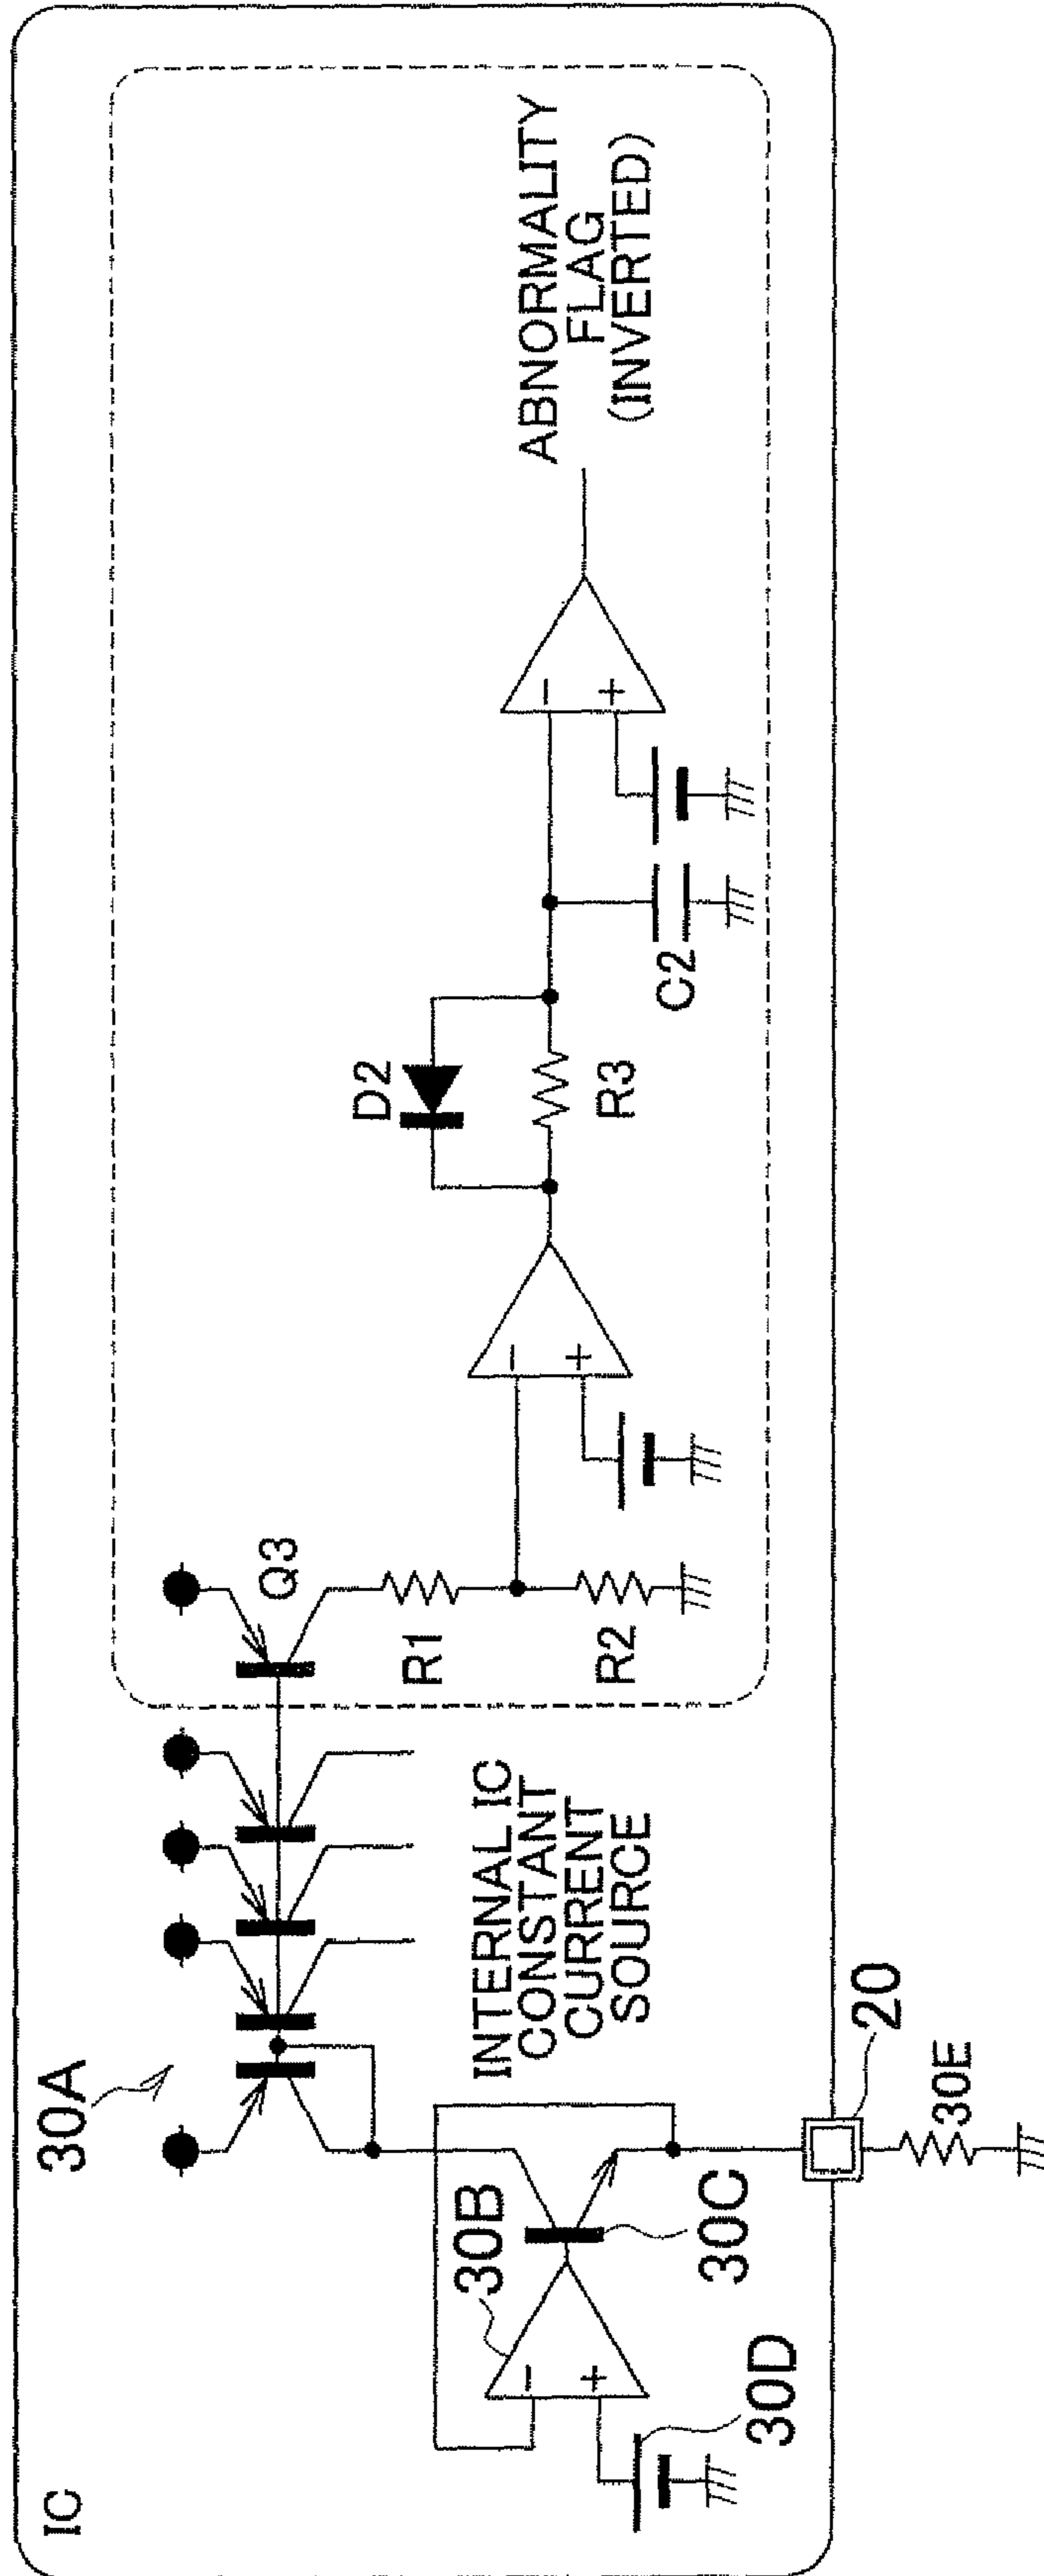 IC
30A
Q3
D2
ABNORMALITY
FLAG
(INVERTED)
R1
R2
R3
C2
INTERNAL IC
CONSTANT
CURRENT
SOURCE
30B
30C
30D
20
30E
−
+
−
+
−
+